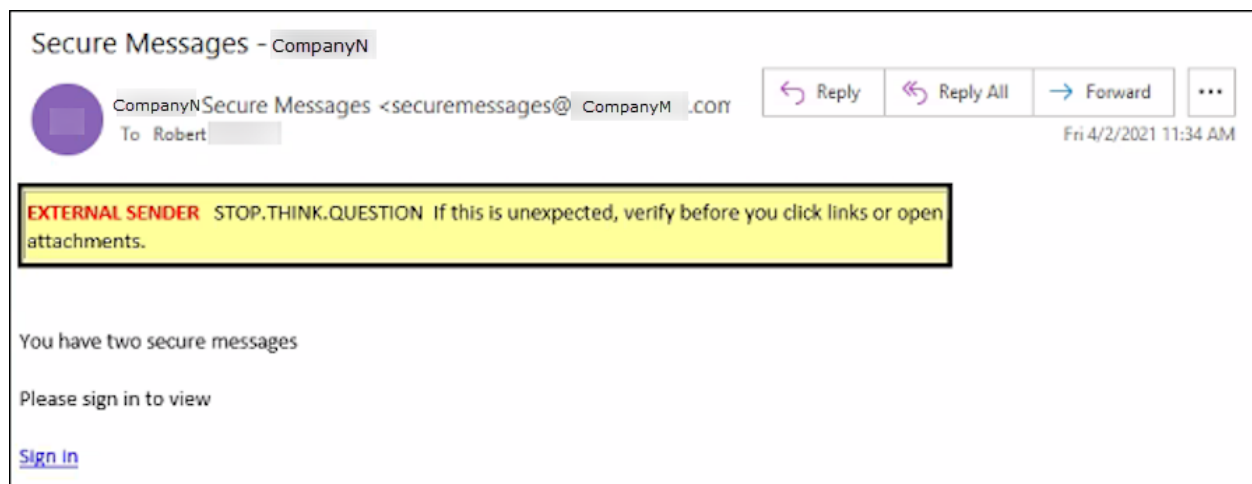 Secure Messages - CompanyN
Reply
Reply All
Forward
...
CompanyN Secure Messages <securemessages@ CompanyM .com
To Robert
Fri 4/2/2021 11:34 AM
EXTERNAL SENDER STOP.THINK.QUESTION If this is unexpected, verify before you click links or open
attachments.
You have two secure messages
Please sign in to view
Sign in